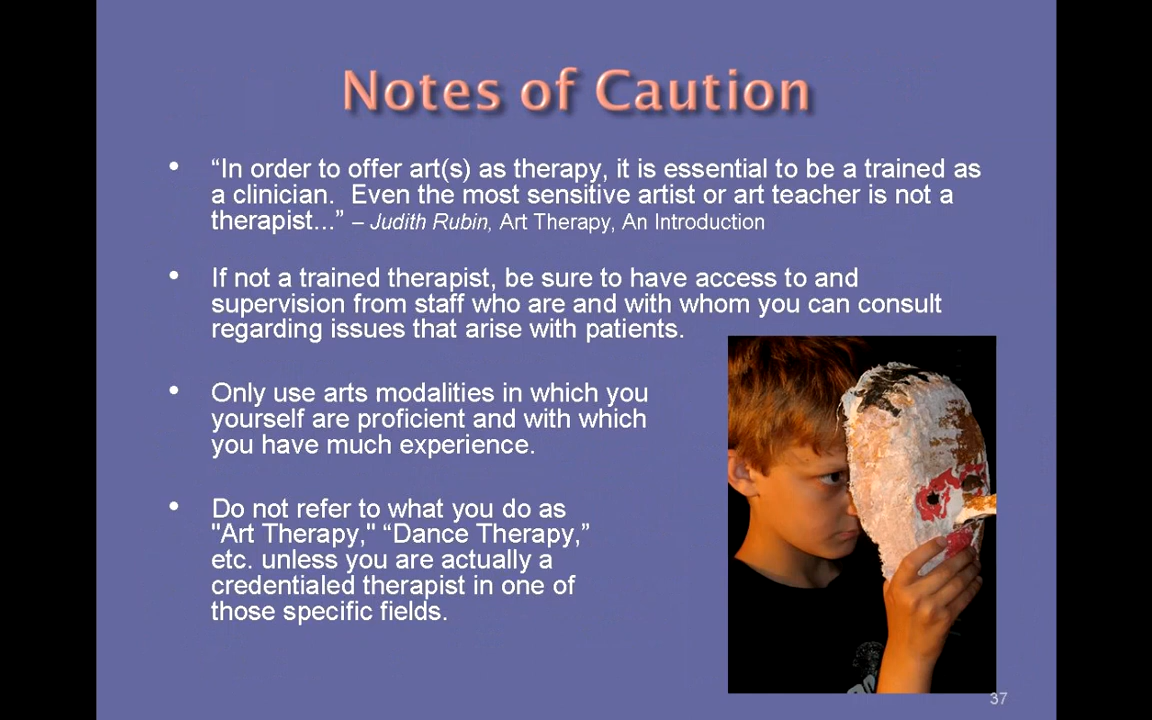 Notes of Caution
• “In order to offer art(s) as therapy, it is essential to be a trained as
a clinician.  Even the most sensitive artist or art teacher is not a
therapist...” – Judith Rubin, Art Therapy, An Introduction
• If not a trained therapist, be sure to have access to and
supervision from staff who are and with whom you can consult
regarding issues that arise with patients.
• Only use arts modalities in which you
yourself are proficient and with which
you have much experience.
• Do not refer to what you do as
"Art Therapy," “Dance Therapy,”
etc. unless you are actually a
credentialed therapist in one of
those specific fields.
37